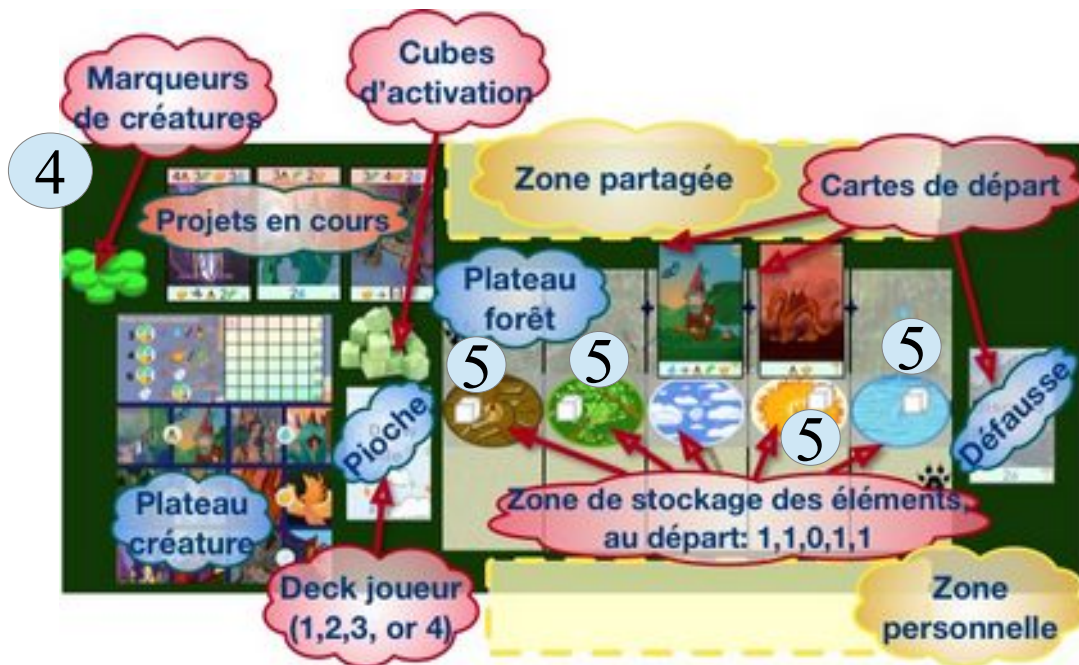 Marqueurs
de créatures
Cubes
d'activation
4
Zone partagée
Cartes de départ
Projets en cours
Plateau
forêt
5
5
5
5
Pioche
Défausse
Plateau
créature
Zone de stockage des éléments,
au départ: 1,1,0,1,1
Deck joueur
(1,2,3, or 4)
Zone
personnelle